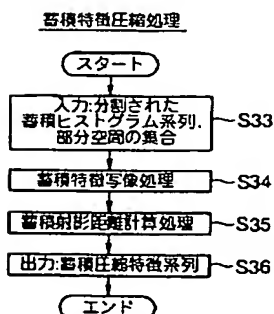 蓄積特徴圧縮処理
スタート
入力:分割された
蓄積ヒストグラム系列,
部分空間の集合
S33
蓄積特徴写像処理
S34
蓄積射影距離計算処理
S35
出力:蓄積圧縮特徴系列
S36
エンド